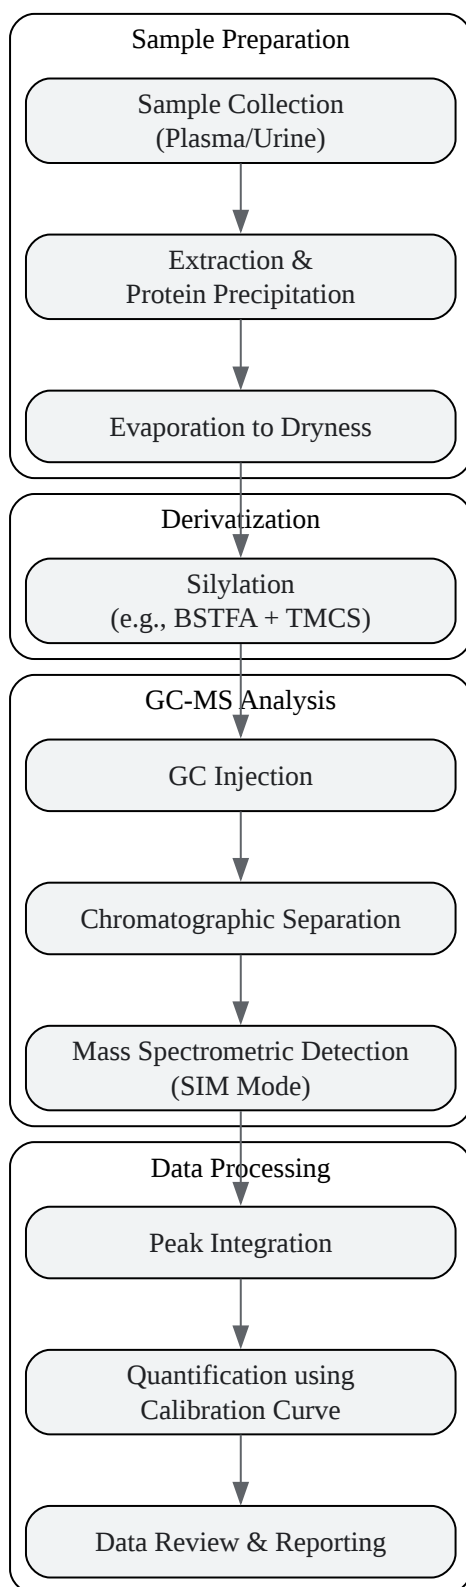 Sample Preparation
Sample Collection
(Plasma/Urine)
Extraction &
Protein Precipitation
Evaporation to Dryness
Derivatization
Silylation
(e.g., BSTFA + TMCS)
GC-MS Analysis
GC Injection
Chromatographic Separation
Mass Spectrometric Detection
(SIM Mode)
Data Processing
Peak Integration
Quantification using
Calibration Curve
Data Review & Reporting